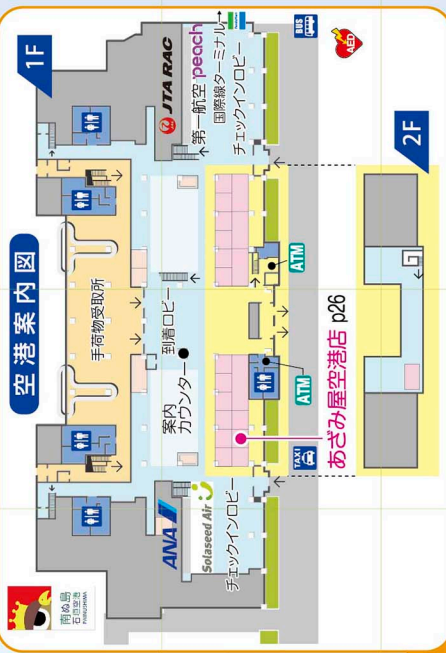 空港案内図
1F
2F
南ぬ島
石垣空港
手荷物受取所
到着ロビー
案内
カウンター
ANA
Solaseed Air
チェックインロビー
JTA RAC
第一航空 peach
国際線ターミナル
チェックインロビー
ATM
ATM
あざみ屋空港店 p26
TAXI
BUS
AED